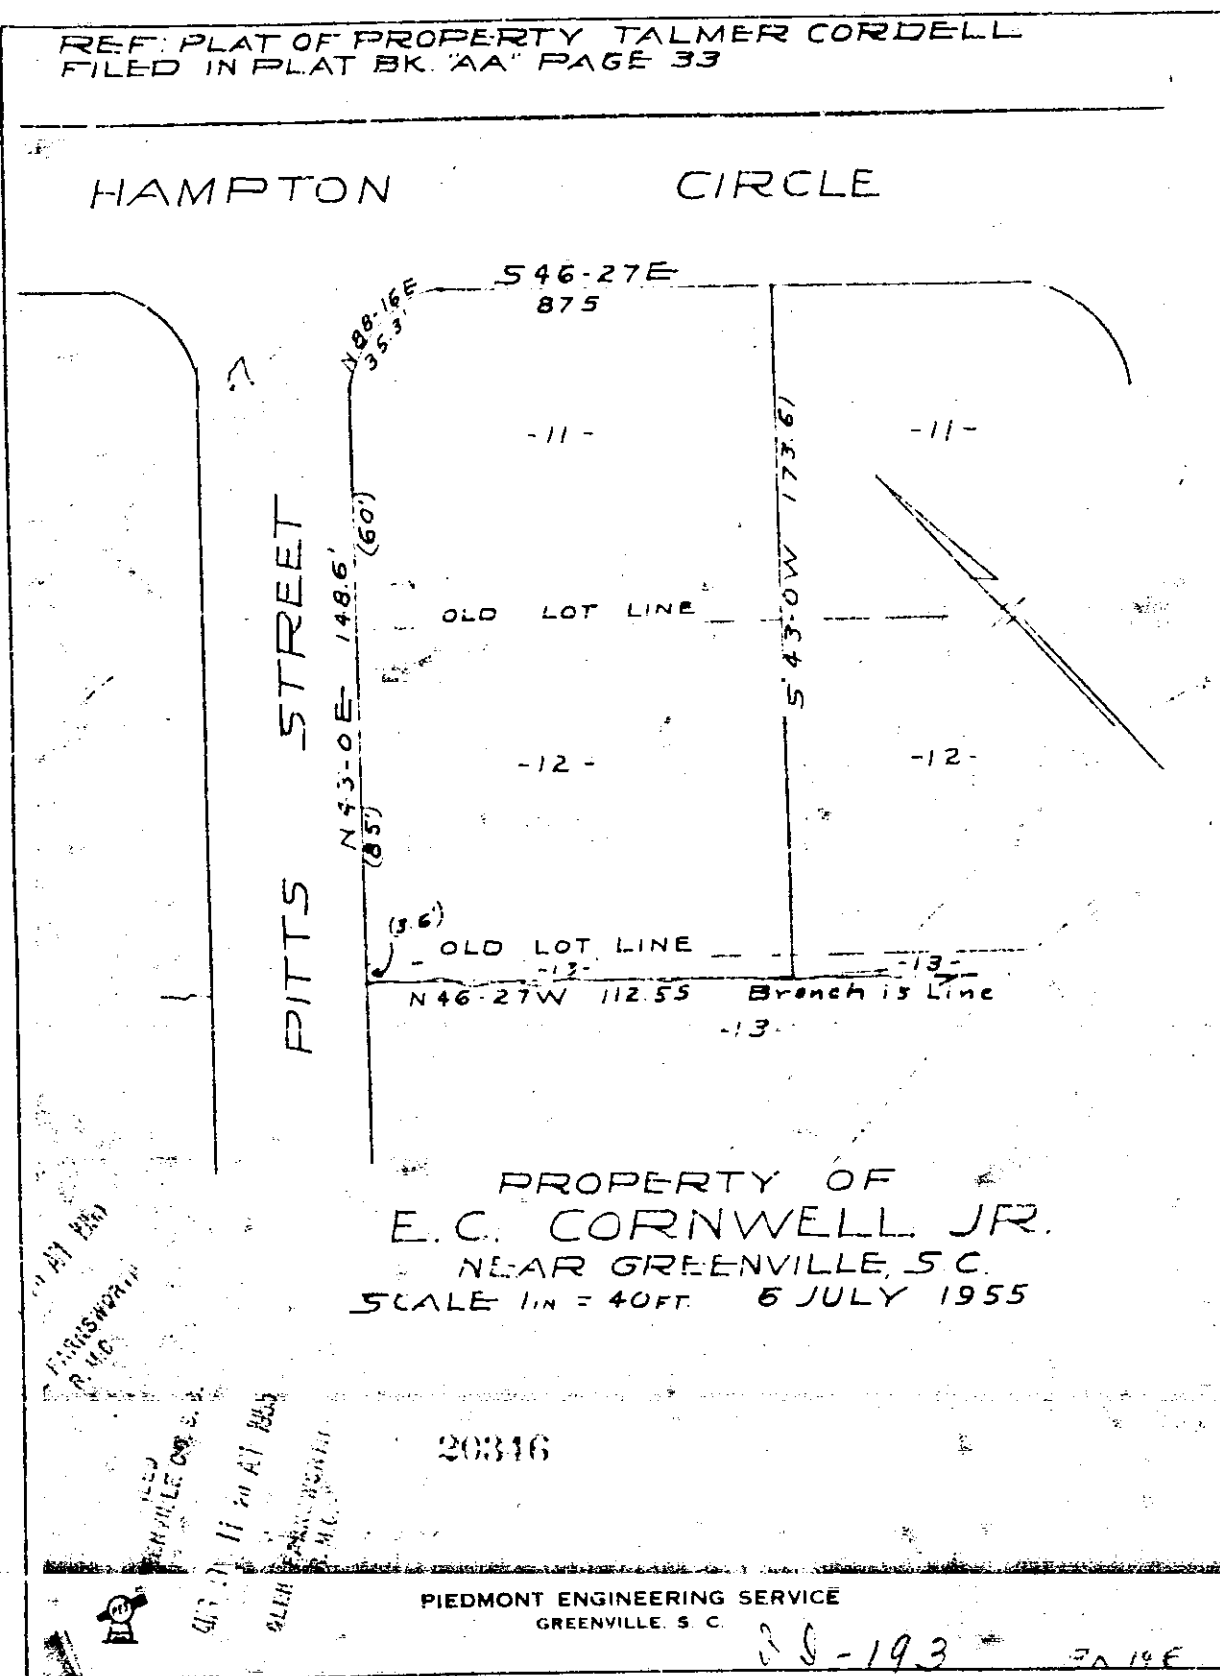 REF: PLAT OF PROPERTY TALMER CORDELL
FILED IN PLAT BK. "AA" PAGE 33
HAMPTON CIRCLE
S 46-27 E
87 5
N 88-16 E
35.3'
-11-
-11-
S 43-0 W 173.6'
PITTS STREET
N 43-0 E 148.6'
(60')
OLD LOT LINE
-12-
-12-
(85')
(3.6')
OLD LOT LINE
-13-
-13-
N 46-27 W 112.55
Branch is Line
-13-
PROPERTY OF
E. C. CORNWELL JR.
NEAR GREENVILLE, S. C.
SCALE 1 IN = 40 FT. 6 JULY 1955
FARNSWORTH
R. M. C.
20346
R. M. C.
PIEDMONT ENGINEERING SERVICE
GREENVILLE. S. C.
-193